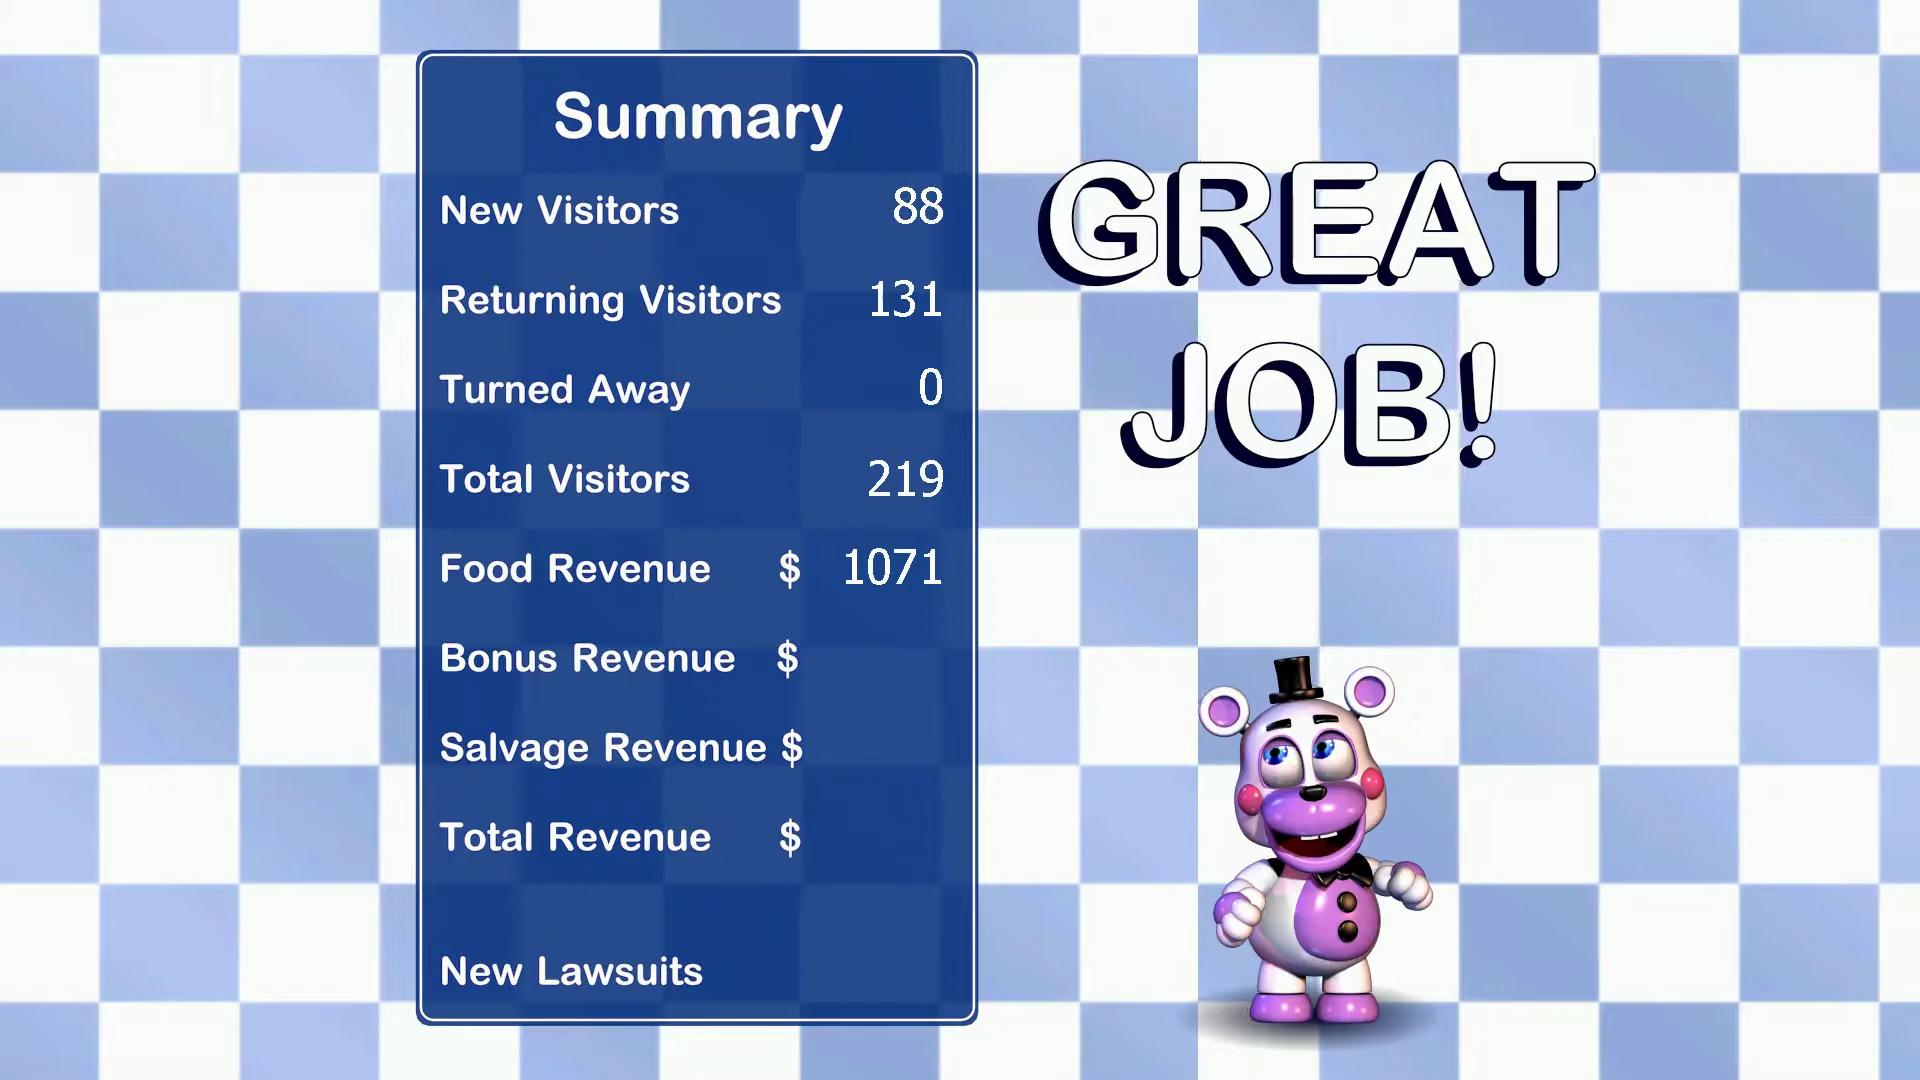 Summary
New Visitors 88
Returning Visitors 131
Turned Away 0
Total Visitors 219
Food Revenue $ 1071
Bonus Revenue $
Salvage Revenue $
Total Revenue $
New Lawsuits
GREAT
JOB!